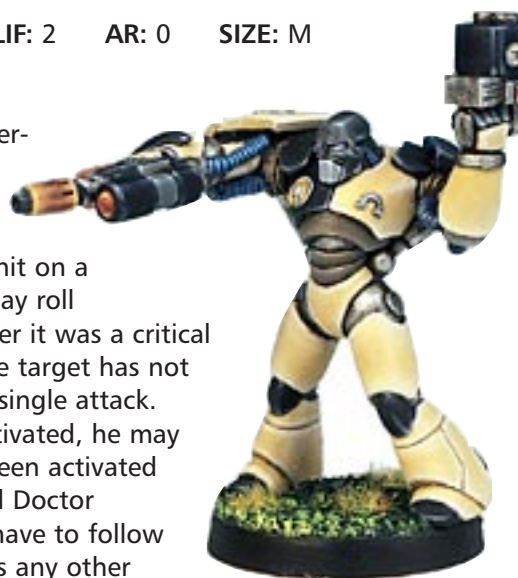 LIF: 2 AR: 0 SIZE: M
er-
hit on a
ay roll
er it was a critical
e target has not
single attack.
tivated, he may
een activated
l Doctor
have to follow
s any other